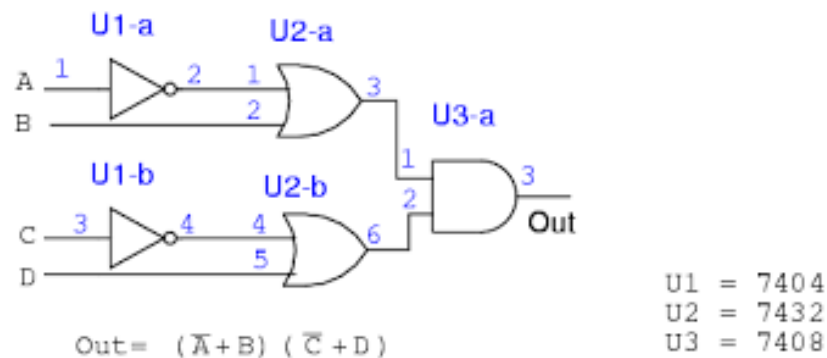 U1-a
U2-a
A 1 2 1 3
B 2
U3-a
1 3
2
Out
U1-b
U2-b
C 3 4 4 6
D 5
Out= (A̅+B)(C̅+D)
U1 = 7404
U2 = 7432
U3 = 7408